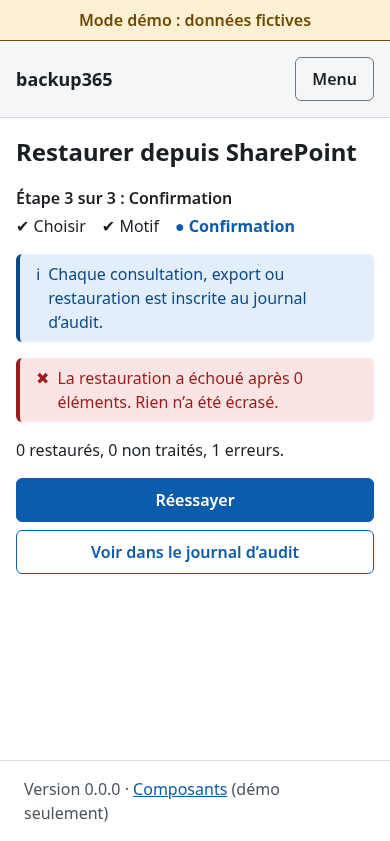 Mode démo : données fictives
backup365
Menu
Restaurer depuis SharePoint
Étape 3 sur 3 : Confirmation
✔ Choisir ✔ Motif ● Confirmation
i Chaque consultation, export ou
restauration est inscrite au journal
d’audit.
✖ La restauration a échoué après 0
éléments. Rien n’a été écrasé.
0 restaurés, 0 non traités, 1 erreurs.
Réessayer
Voir dans le journal d’audit
Version 0.0.0 · Composants (démo
seulement)